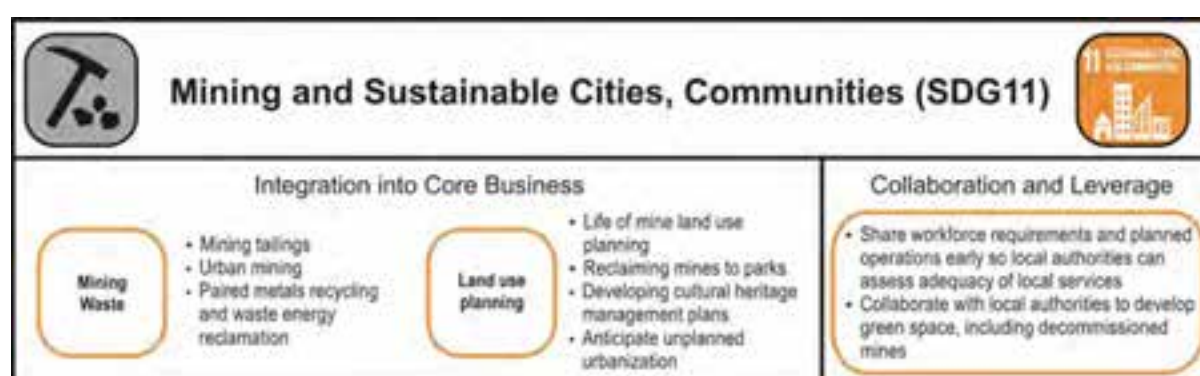 Mining and Sustainable Cities, Communities (SDG11)
11
Integration into Core Business
Mining
Waste
• Mining tailings
• Urban mining
• Paired metals recycling
and waste energy
reclamation
Land use
planning
• Life of mine land use
planning
• Reclaiming mines to parks
• Developing cultural heritage
management plans
• Anticipate unplanned
urbanization
Collaboration and Leverage
• Share workforce requirements and planned
operations early so local authorities can
assess adequacy of local services
• Collaborate with local authorities to develop
green space, including decommissioned
mines